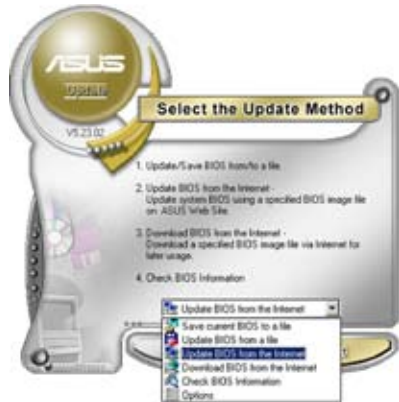 ASUS
Update
V5.23.02
Select the Update Method
1. Update/Save BIOS from/to a file.
2. Update BIOS from the Internet -
Update system BIOS using a specified BIOS image file
on ASUS Web Site.
3. Download BIOS from the Internet -
Download a specified BIOS image file via Internet for
later usage.
4. Check BIOS Information
Update BIOS from the Internet
Save current BIOS to a file
Update BIOS from a file
Update BIOS from the Internet
Download BIOS from the Internet
Check BIOS Information
Options